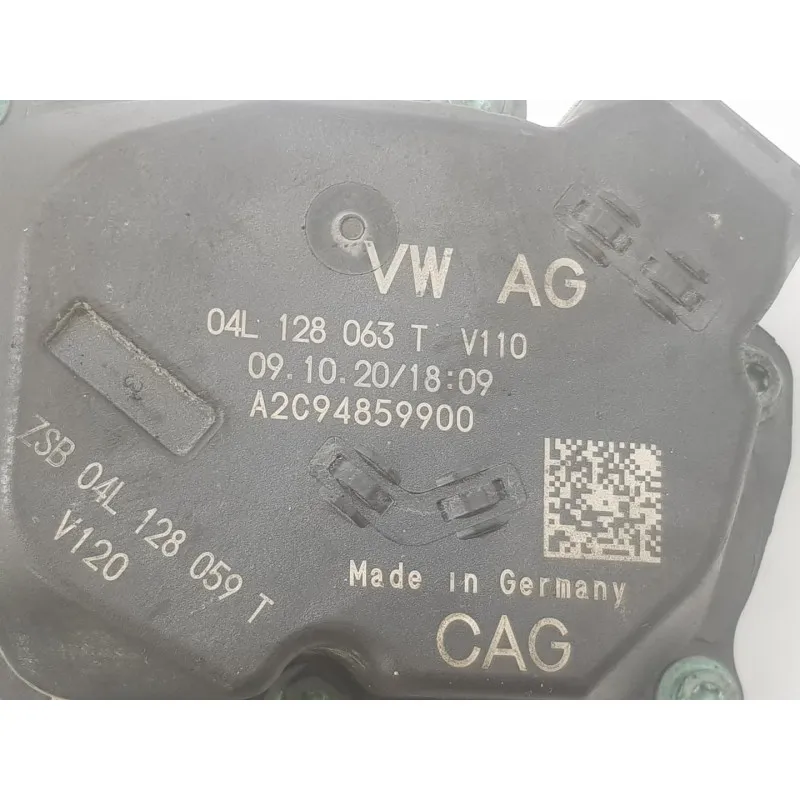 VW AG
04L 128 063 T V110
09.10.20/18:09
A2C94859900
ZSB 04L 128 059 T
V120
Made in Germany
CAG